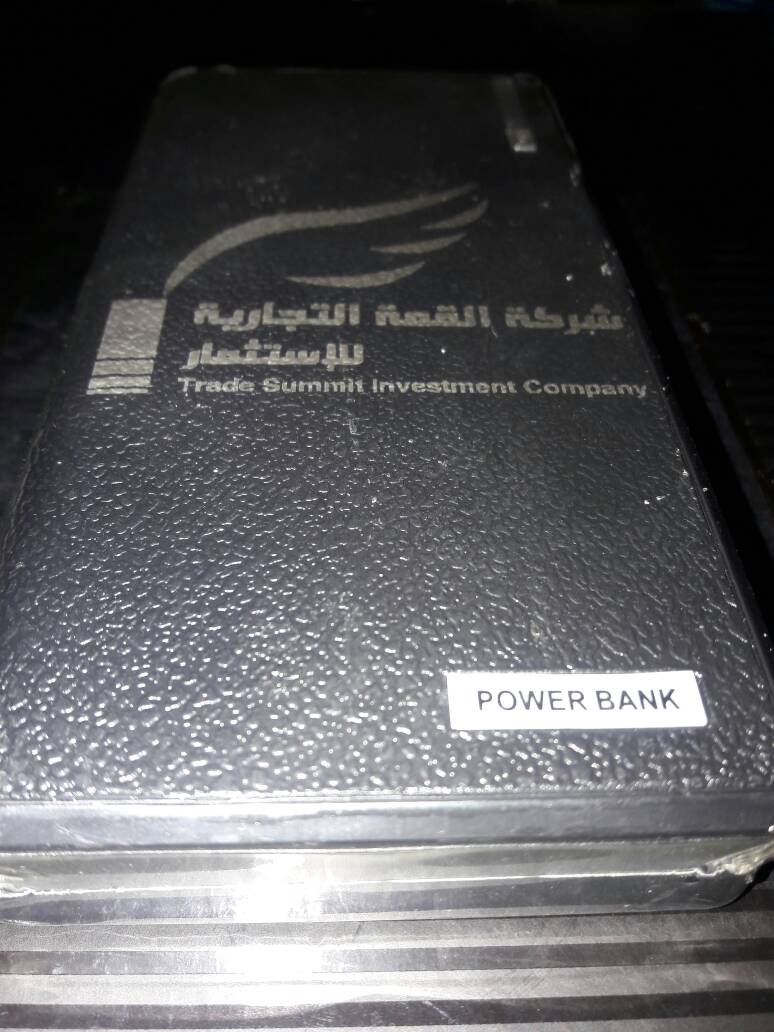 شركة القمة التجارية
للإستثمار
Trade Summit Investment Company
POWER BANK